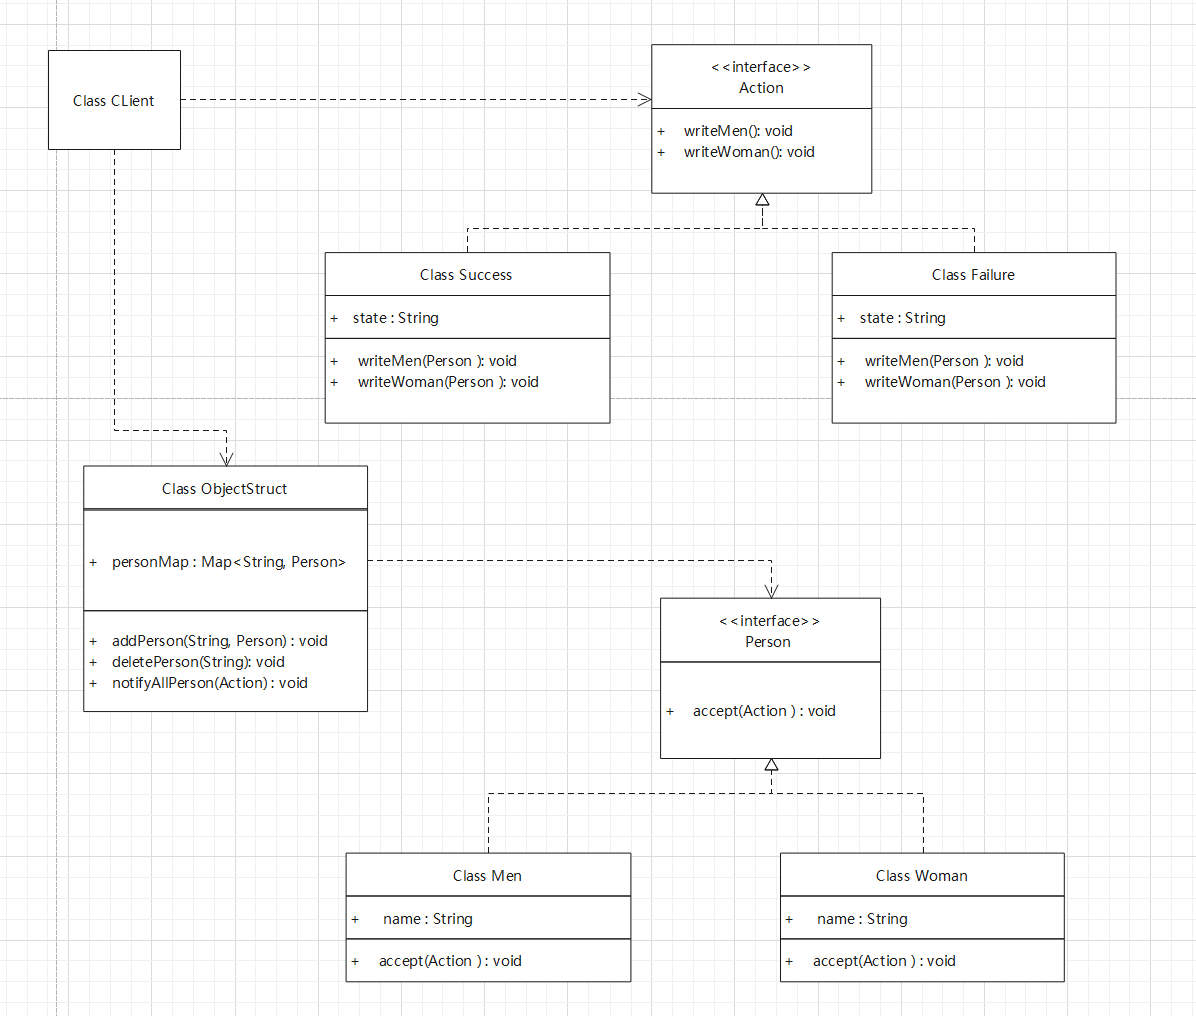 Class CLient
<<interface>>
Action
+ writeMen(): void
+ writeWoman(): void
Class Success
+ state : String
+ writeMen(Person ): void
+ writeWoman(Person ): void
Class Failure
+ state : String
+ writeMen(Person ): void
+ writeWoman(Person ): void
Class ObjectStruct
+ personMap : Map<String, Person>
+ addPerson(String, Person) : void
+ deletePerson(String): void
+ notifyAllPerson(Action) : void
<<interface>>
Person
+ accept(Action ) : void
Class Men
+ name : String
+ accept(Action ) : void
Class Woman
+ name : String
+ accept(Action ) : void